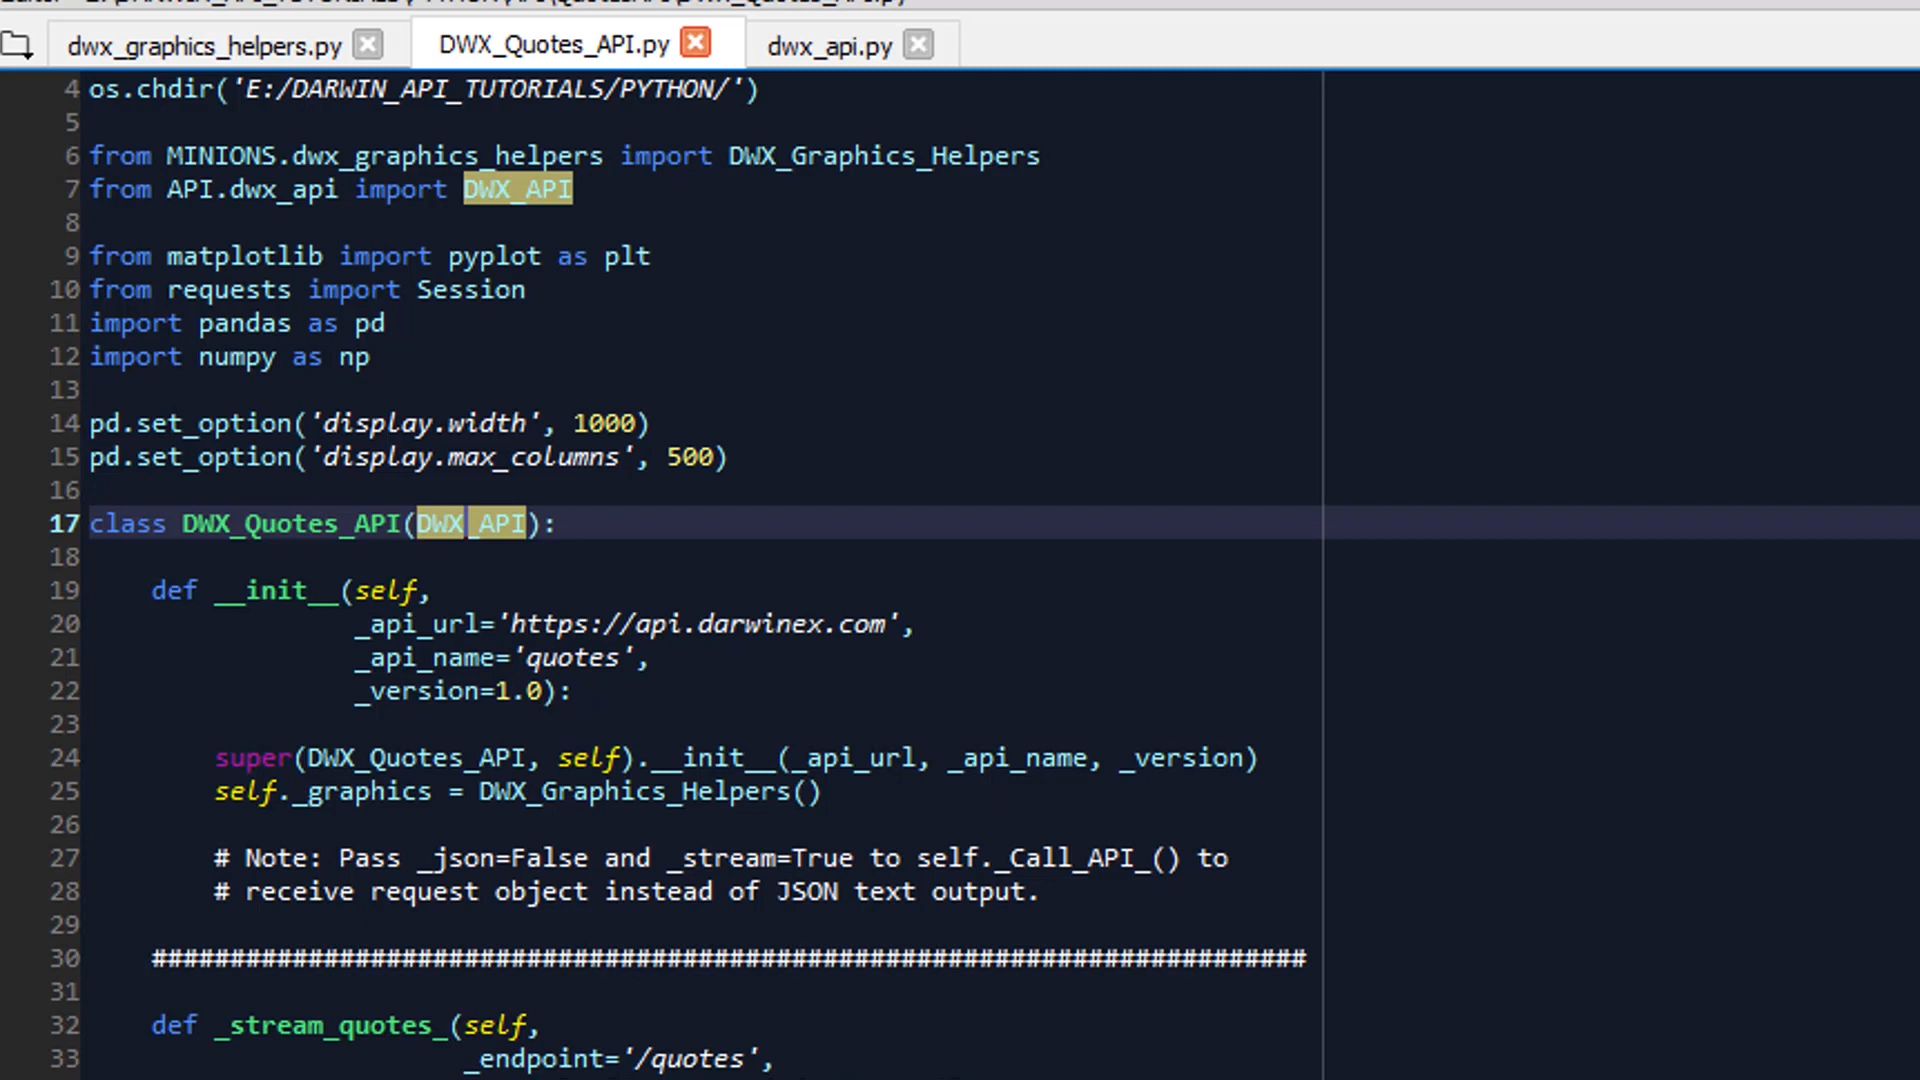 dwx_graphics_helpers.py
DWX_Quotes_API.py
dwx_api.py
4 os.chdir('E:/DARWIN_API_TUTORIALS/PYTHON/')
5
6 from MINIONS.dwx_graphics_helpers import DWX_Graphics_Helpers
7 from API.dwx_api import DWX_API
8
9 from matplotlib import pyplot as plt
10 from requests import Session
11 import pandas as pd
12 import numpy as np
13
14 pd.set_option('display.width', 1000)
15 pd.set_option('display.max_columns', 500)
16
17 class DWX_Quotes_API(DWX_API):
18
19 def __init__(self,
20 _api_url='https://api.darwinex.com',
21 _api_name='quotes',
22 _version=1.0):
23
24 super(DWX_Quotes_API, self).__init__(_api_url, _api_name, _version)
25 self._graphics = DWX_Graphics_Helpers()
26
27 # Note: Pass _json=False and _stream=True to self._Call_API_() to
28 # receive request object instead of JSON text output.
29
30 ##########################################################################
31
32 def _stream_quotes_(self,
33 _endpoint='/quotes',